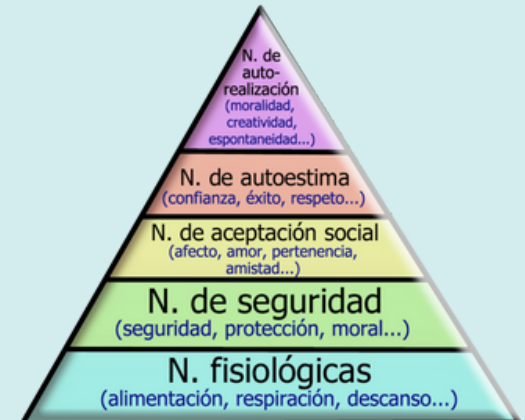 N. de
auto-
realización
(moralidad,
creatividad,
espontaneidad...)
N. de autoestima
(confianza, éxito, respeto...)
N. de aceptación social
(afecto, amor, pertenencia,
amistad...)
N. de seguridad
(seguridad, protección, moral...)
N. fisiológicas
(alimentación, respiración, descanso...)